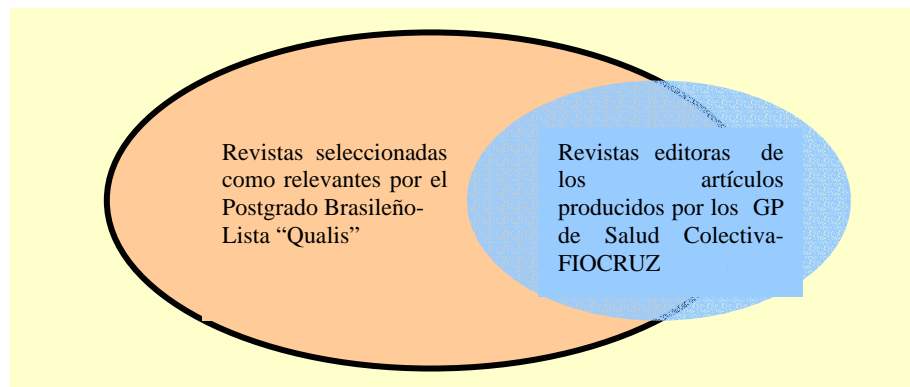 Revistas seleccionadas
como relevantes por el
Postgrado Brasileño-
Lista “Qualis”
Revistas editoras de
los artículos
producidos por los GP
de Salud Colectiva-
FIOCRUZ